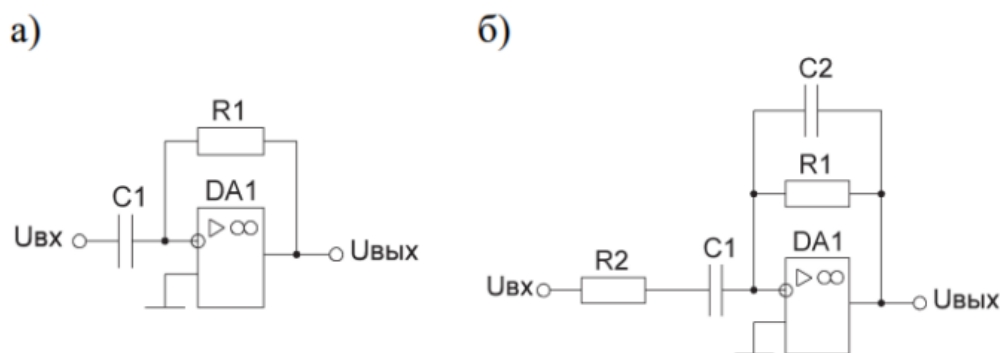 а)
R1
C1
DA1
▷ ∞
Uвх
Uвых
б)
C2
R1
DA1
▷ ∞
R2
C1
Uвх
Uвых